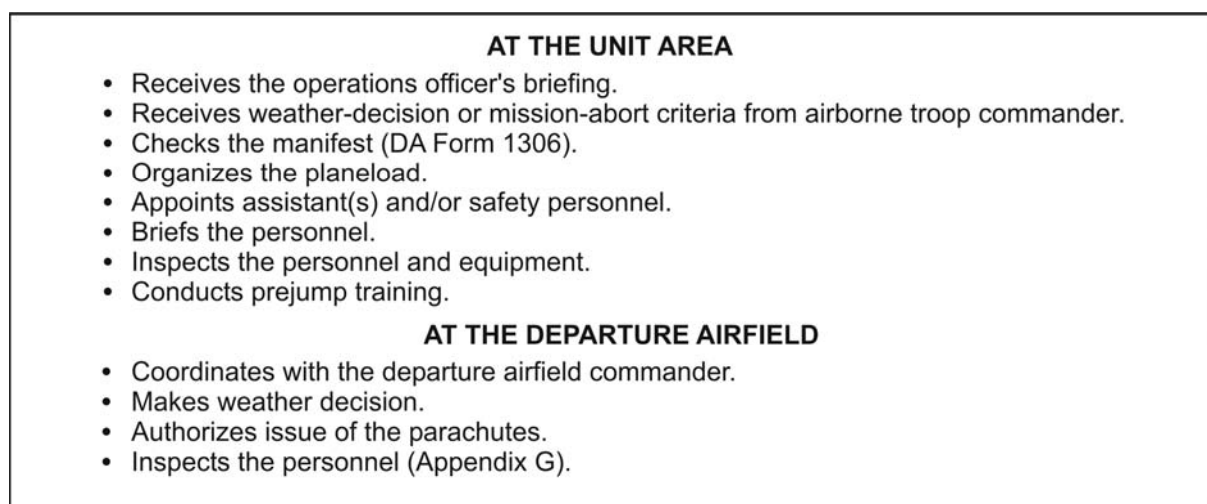 AT THE UNIT AREA
• Receives the operations officer's briefing.
• Receives weather-decision or mission-abort criteria from airborne troop commander.
• Checks the manifest (DA Form 1306).
• Organizes the planeload.
• Appoints assistant(s) and/or safety personnel.
• Briefs the personnel.
• Inspects the personnel and equipment.
• Conducts prejump training.
AT THE DEPARTURE AIRFIELD
• Coordinates with the departure airfield commander.
• Makes weather decision.
• Authorizes issue of the parachutes.
• Inspects the personnel (Appendix G).